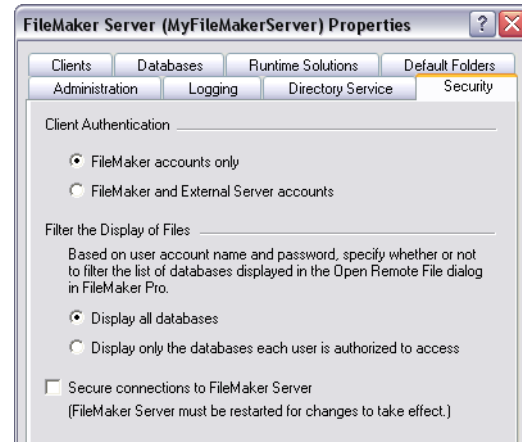 FileMaker Server (MyFileMakerServer) Properties
Clients Databases Runtime Solutions Default Folders
Administration Logging Directory Service Security
Client Authentication
FileMaker accounts only
FileMaker and External Server accounts
Filter the Display of Files
Based on user account name and password, specify whether or not
to filter the list of databases displayed in the Open Remote File dialog
in FileMaker Pro.
Display all databases
Display only the databases each user is authorized to access
Secure connections to FileMaker Server
(FileMaker Server must be restarted for changes to take effect.)